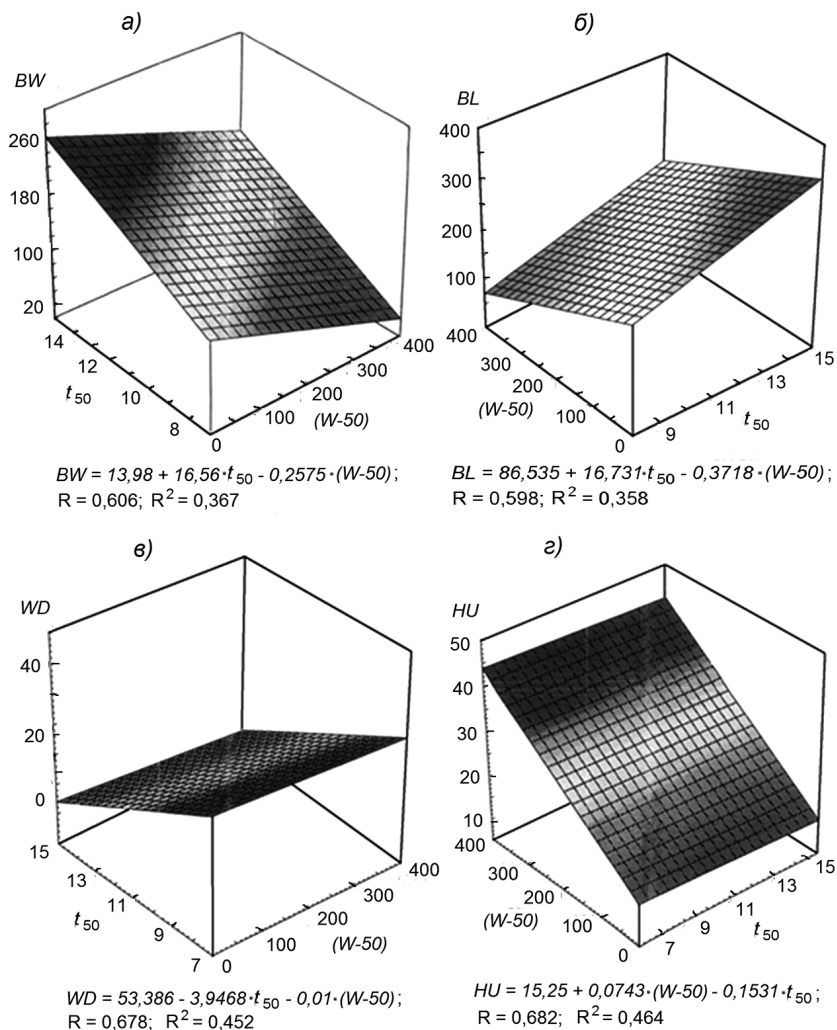 а)
BW
260
180
100
20
14
12
10
8
t 50
0
100
200
300
400
(W-50)
BW = 13,98 + 16,56·t50 - 0,2575·(W-50);
R = 0,606; R2 = 0,367
б)
BL
400
300
200
100
400
300
200
100
0
(W-50)
9
11
13
15
t 50
BL = 86,535 + 16,731·t50 - 0,3718·(W-50);
R = 0,598; R2 = 0,358
в)
WD
40
20
0
15
13
11
9
7
t 50
0
100
200
300
400
(W-50)
WD = 53,386 - 3,9468·t50 - 0,01·(W-50);
R = 0,678; R2 = 0,452
г)
HU
50
40
30
20
10
400
300
200
100
0
(W-50)
7
9
11
13
15
t 50
HU = 15,25 + 0,0743·(W-50) - 0,1531·t50;
R = 0,682; R2 = 0,464